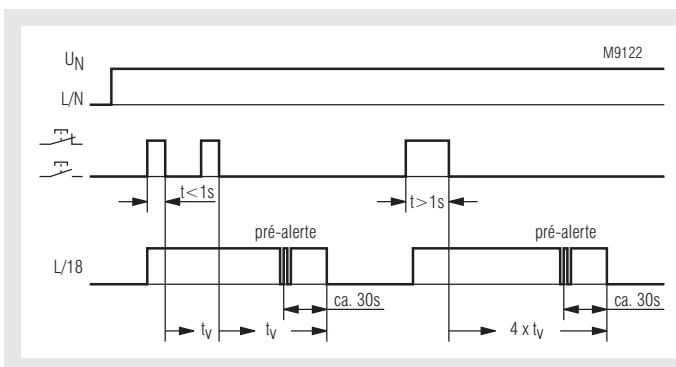 U_N
M9122
L/N
t<1s
t>1s
pré-alerte
pré-alerte
L/18
ca. 30s
ca. 30s
t_v
t_v
4 x t_v